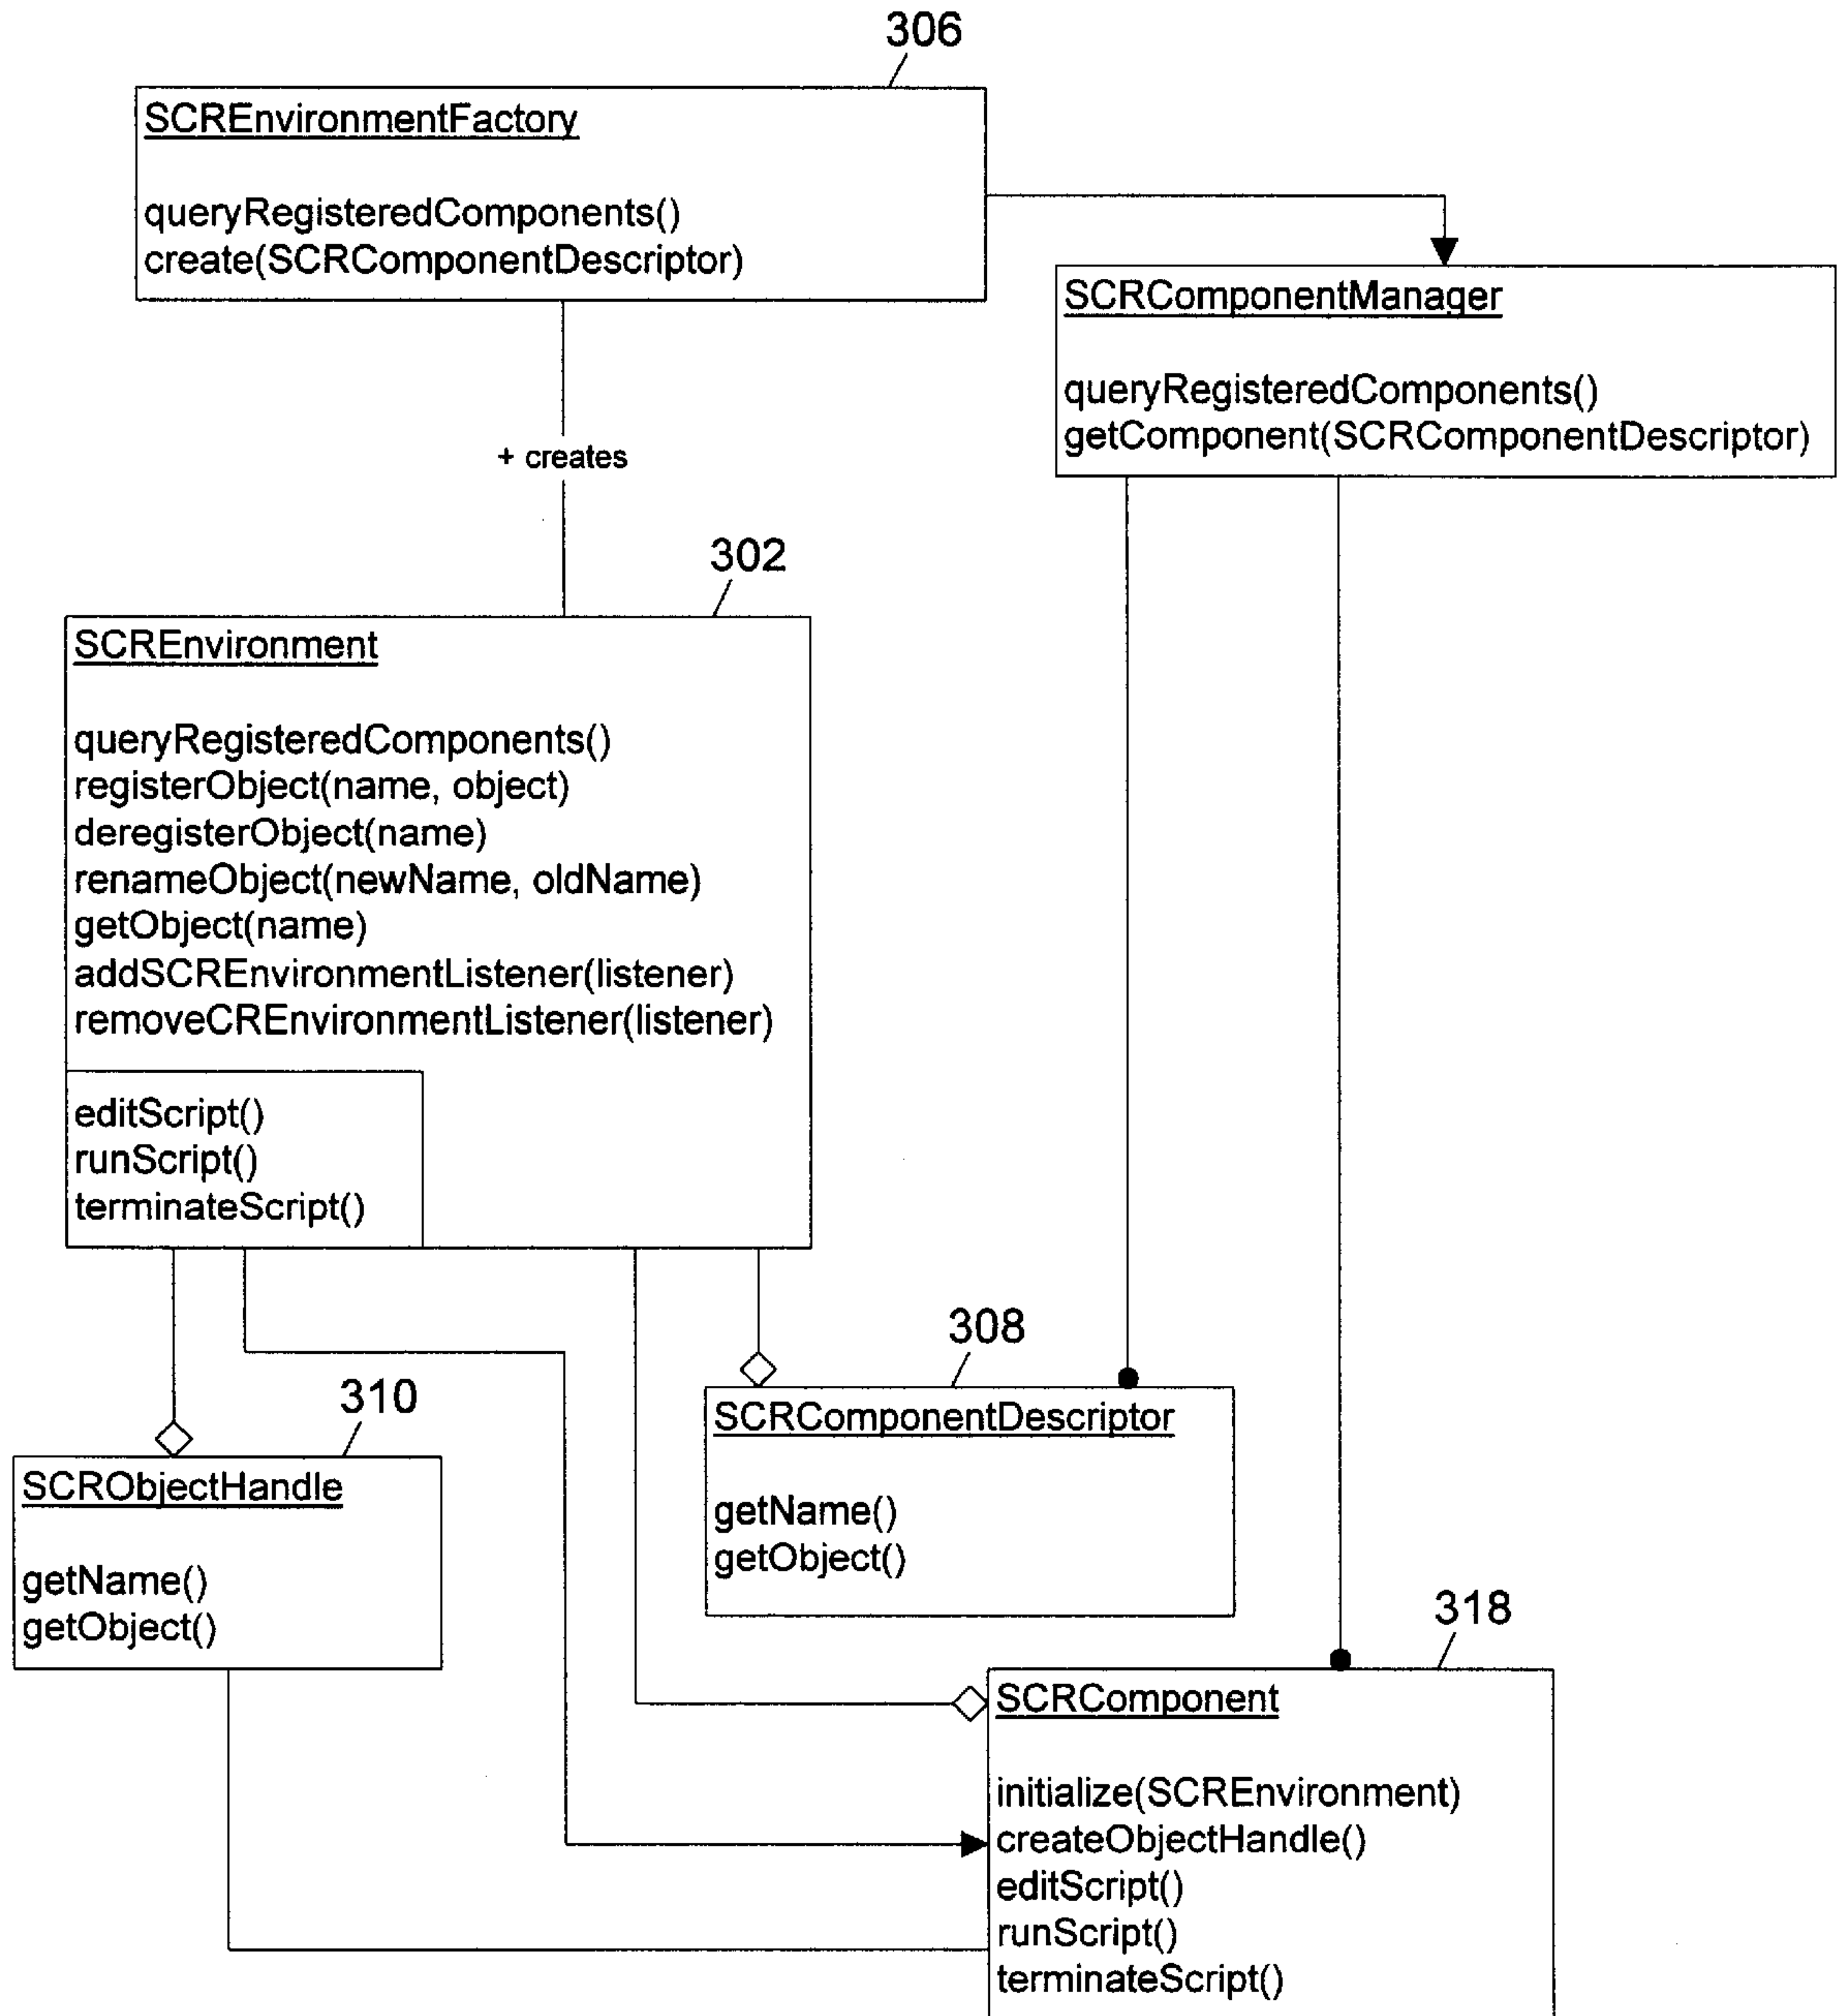 306
SCREnvironmentFactory
queryRegisteredComponents()
create(SCRComponentDescriptor)
SCRComponentManager
queryRegisteredComponents()
getComponent(SCRComponentDescriptor)
+ creates
302
SCREnvironment
queryRegisteredComponents()
registerObject(name, object)
deregisterObject(name)
renameObject(newName, oldName)
getObject(name)
addSCREnvironmentListener(listener)
removeCREnvironmentListener(listener)
editScript()
runScript()
terminateScript()
308
SCRComponentDescriptor
getName()
getObject()
310
SCRObjectHandle
getName()
getObject()
318
SCRComponent
initialize(SCREnvironment)
createObjectHandle()
editScript()
runScript()
terminateScript()